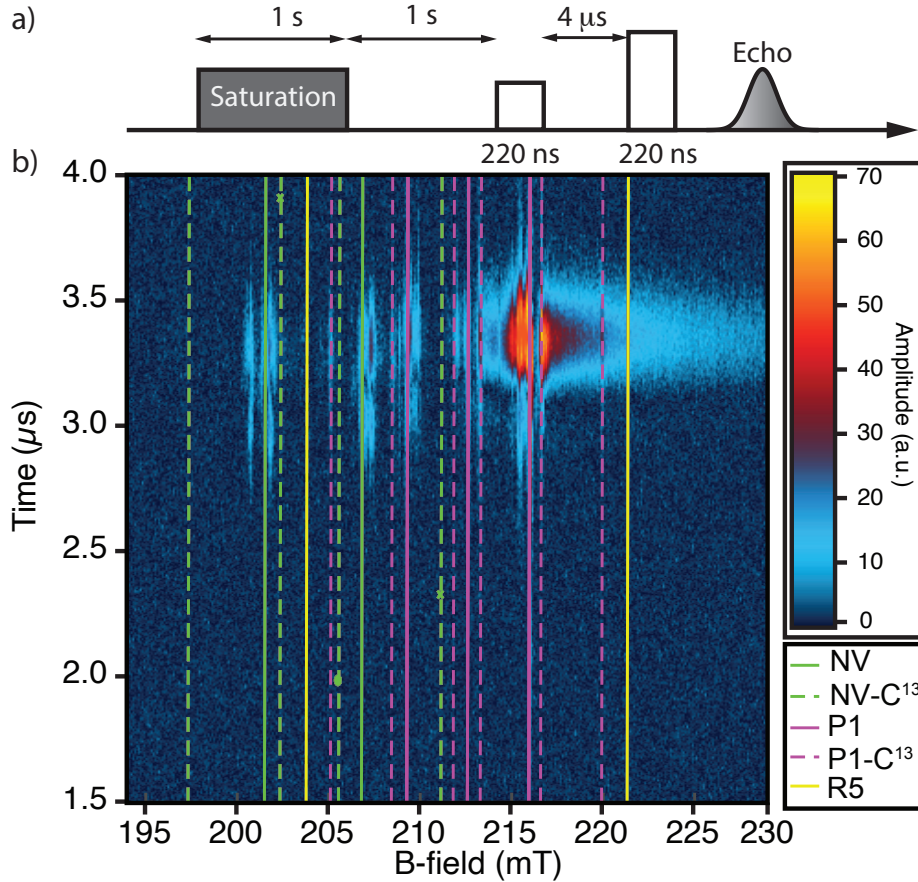 a)
1 s
1 s
4 μs
Saturation
Echo
220 ns
220 ns
b)
4.0
3.5
3.0
2.5
2.0
1.5
Time (μs)
195
200
205
210
215
220
225
230
B-field (mT)
70
60
50
40
30
20
10
0
Amplitude (a.u.)
NV
NV-C¹³
P1
P1-C¹³
R5